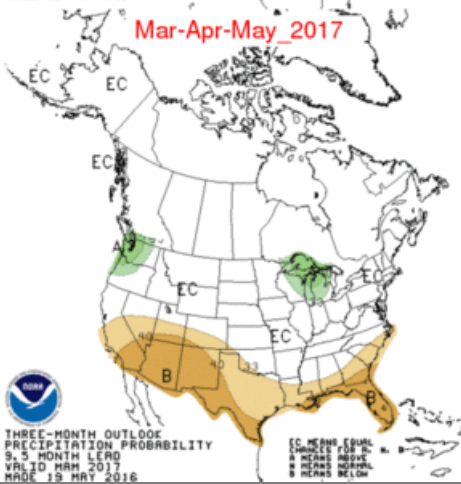 Mar-Apr-May_2017
EC
EC
EC
A
EC
EC
EC
40
40
33
B
B
NOAA
THREE-MONTH OUTLOOK
PRECIPITATION PROBABILITY
9.5 MONTH LEAD
VALID MAM 2017
MADE 19 MAY 2016
EC MEANS EQUAL
CHANCES FOR A, N, B
A MEANS ABOVE
N MEANS NORMAL
B MEANS BELOW